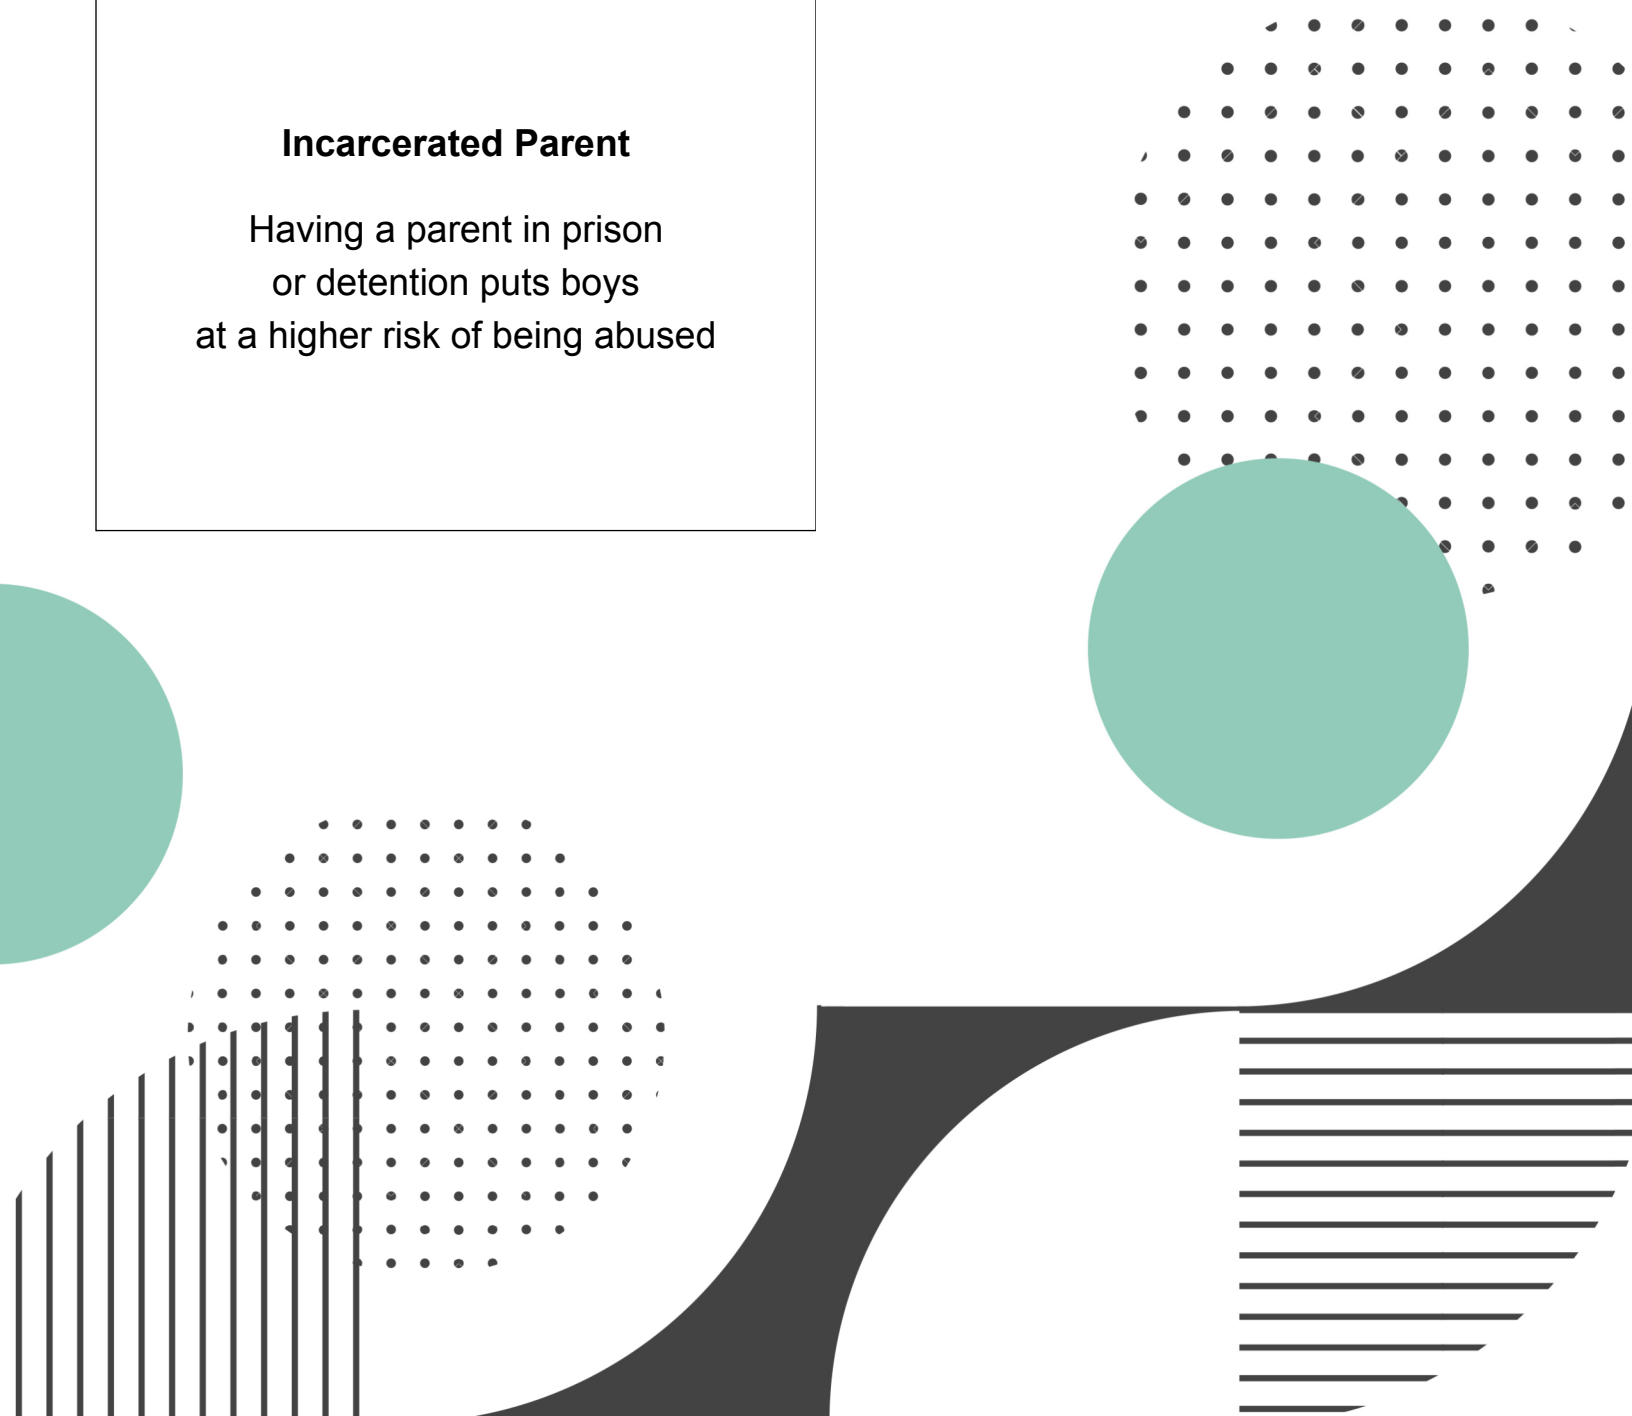 Incarcerated Parent
Having a parent in prison
or detention puts boys
at a higher risk of being abused